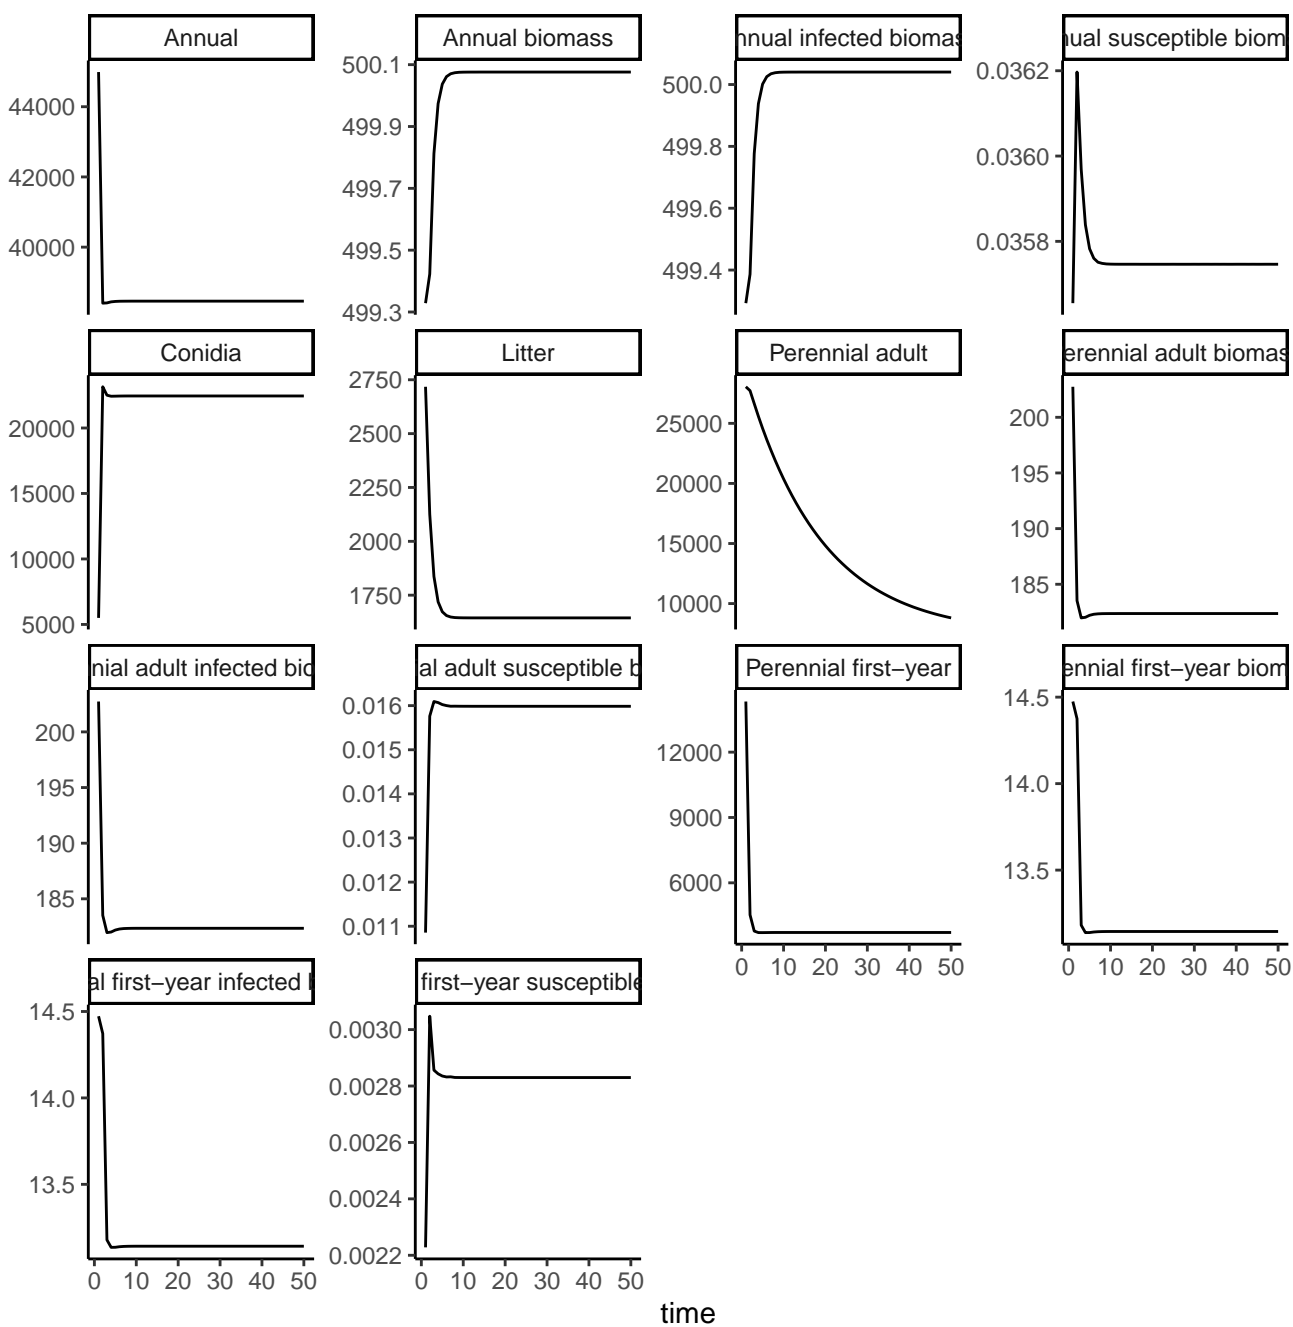 Annual
Annual biomass
nnual infected biomas
nual susceptible biom
44000
42000
40000
500.1
499.9
499.7
499.5
499.3
500.0
499.8
499.6
499.4
0.0362
0.0360
0.0358
Conidia
Litter
Perennial adult
erennial adult biomas
20000
15000
10000
5000
2750
2500
2250
2000
1750
25000
20000
15000
10000
200
195
190
185
nial adult infected bio
al adult susceptible b
Perennial first−year
ennial first−year biom
200
195
190
185
0.016
0.015
0.014
0.013
0.012
0.011
12000
9000
6000
14.5
14.0
13.5
0 10 20 30 40 50
0 10 20 30 40 50
al first−year infected b
first−year susceptible
14.5
14.0
13.5
0.0030
0.0028
0.0026
0.0024
0.0022
0 10 20 30 40 50
0 10 20 30 40 50
time